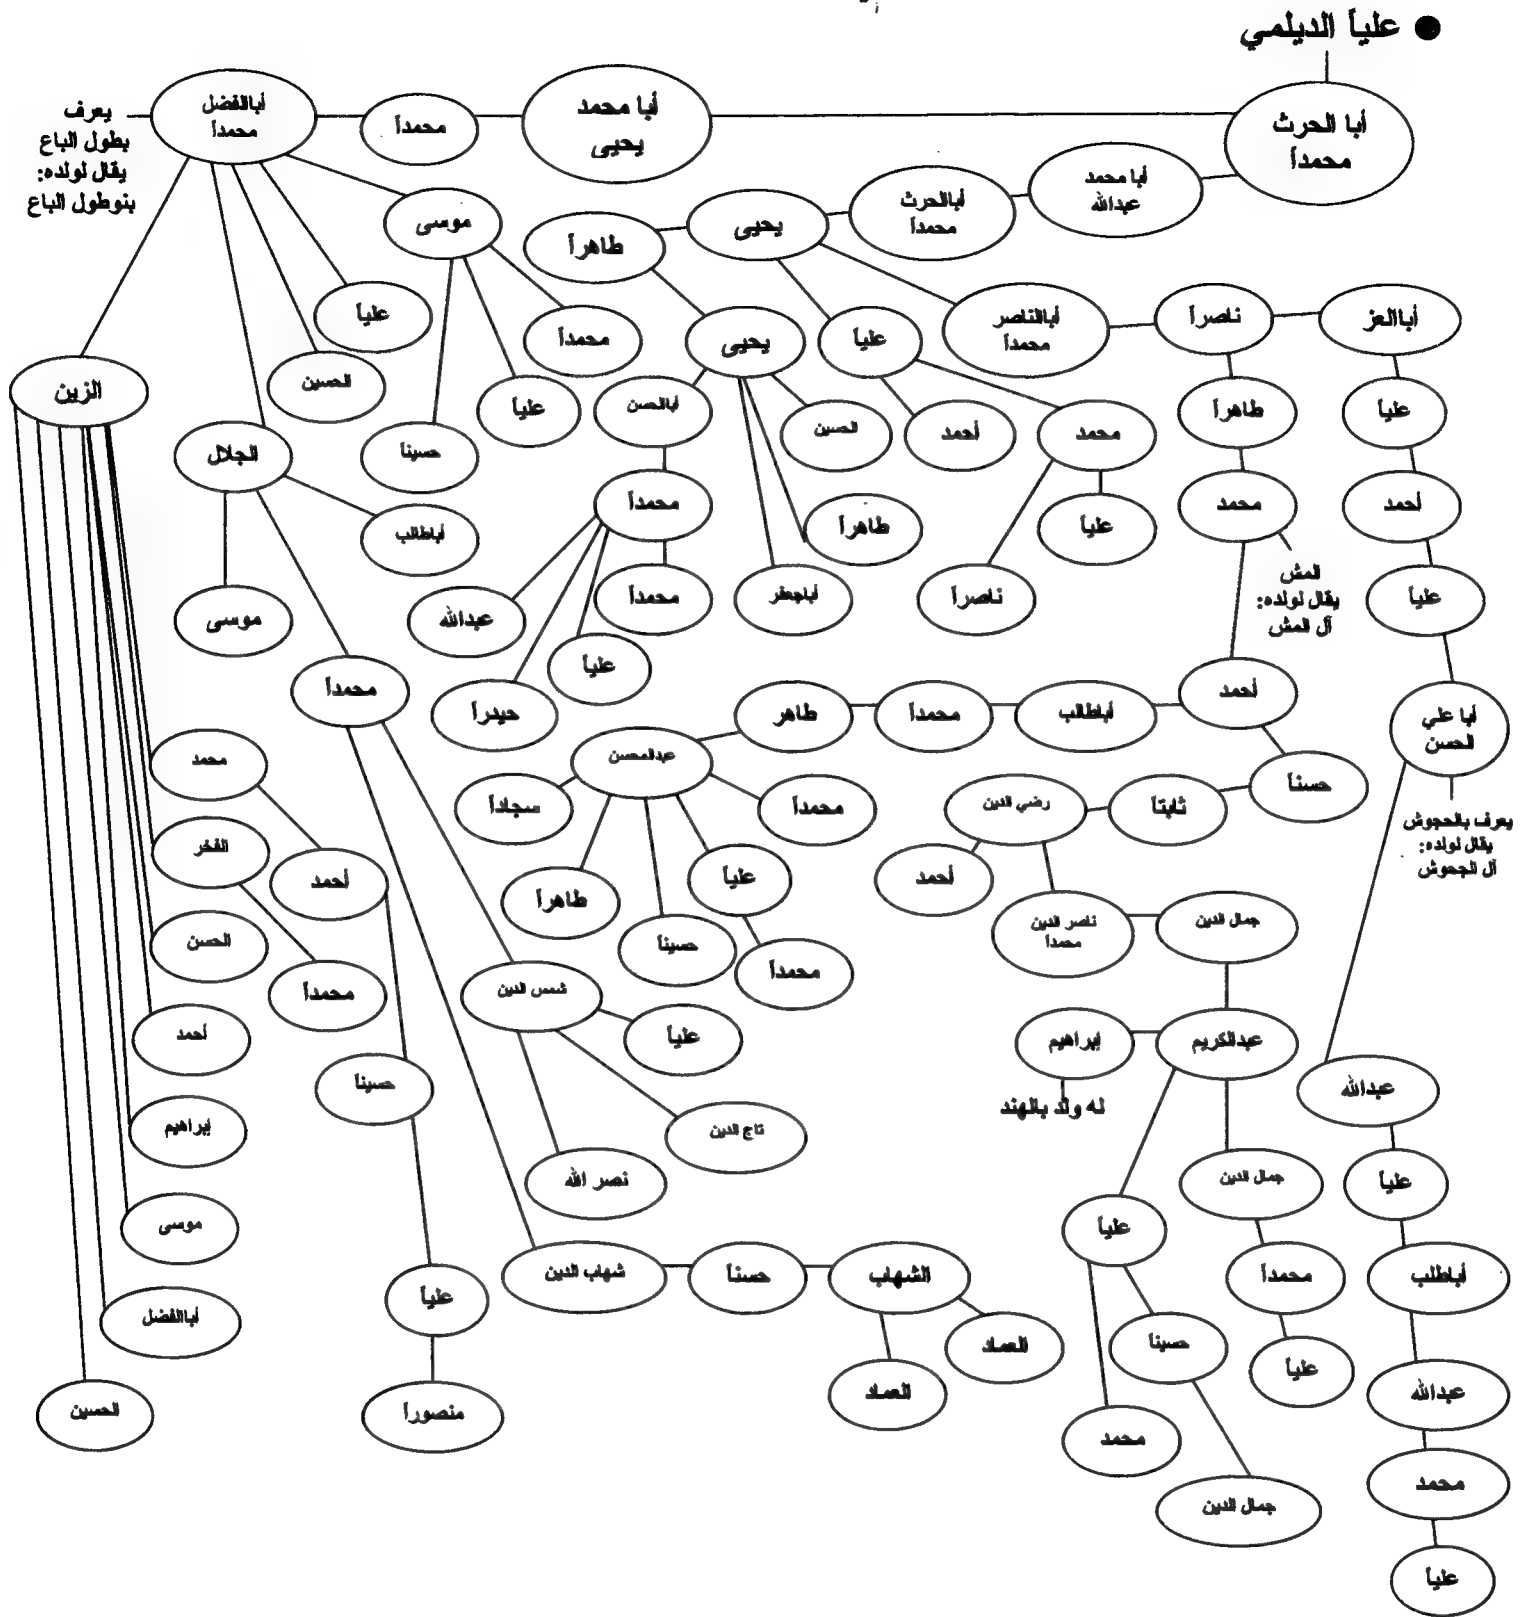 ● علياً الديلمي
أبا الحرث
محمداً
أبا محمد
يحيى
محمداً
أباالفضل
محمداً
يعرف
بطول الباع
يقال لولده:
بنوطول الباع
أبا محمد
عبدالله
أباالحرث
محمداً
يحيى
طاهراً
موسى
أباالعز
ناصراً
أباالناصر
محمداً
علياً
يحيى
محمداً
علياً
الحسين
الزين
علياً
طاهراً
محمد
أحمد
الحسين
أباالحسن
علياً
حسيناً
الجلال
أحمد
محمد
علياً
طاهراً
محمداً
أباطالب
المش
يقال لولده:
آل المش
علياً
ناصراً
أباجعفر
محمداً
عبدالله
موسى
علياً
حيدراً
محمداً
أبا علي
الحسن
أحمد
أباطالب
محمداً
طاهر
عبدالمحسن
محمد
يعرف بالحجوش
يقال لولده:
آل الجحوش
حسناً
ثابتاً
رضي الدين
محمداً
سجاداً
الفخر
أحمد
أحمد
علياً
طاهراً
جمال الدين
ناصر الدين
محمداً
حسيناً
محمداً
الحسن
محمداً
شمس الدين
علياً
أحمد
عبدالكريم
إبراهيم
له ولد بالهند
عبدالله
حسيناً
إبراهيم
تاج الدين
نصر الله
جمال الدين
علياً
علياً
موسى
شهاب الدين
حسناً
الشهاب
محمداً
أباطلب
علياً
أباالفضل
العماد
العماد
حسيناً
علياً
عبدالله
الحسين
منصوراً
محمد
جمال الدين
محمد
علياً